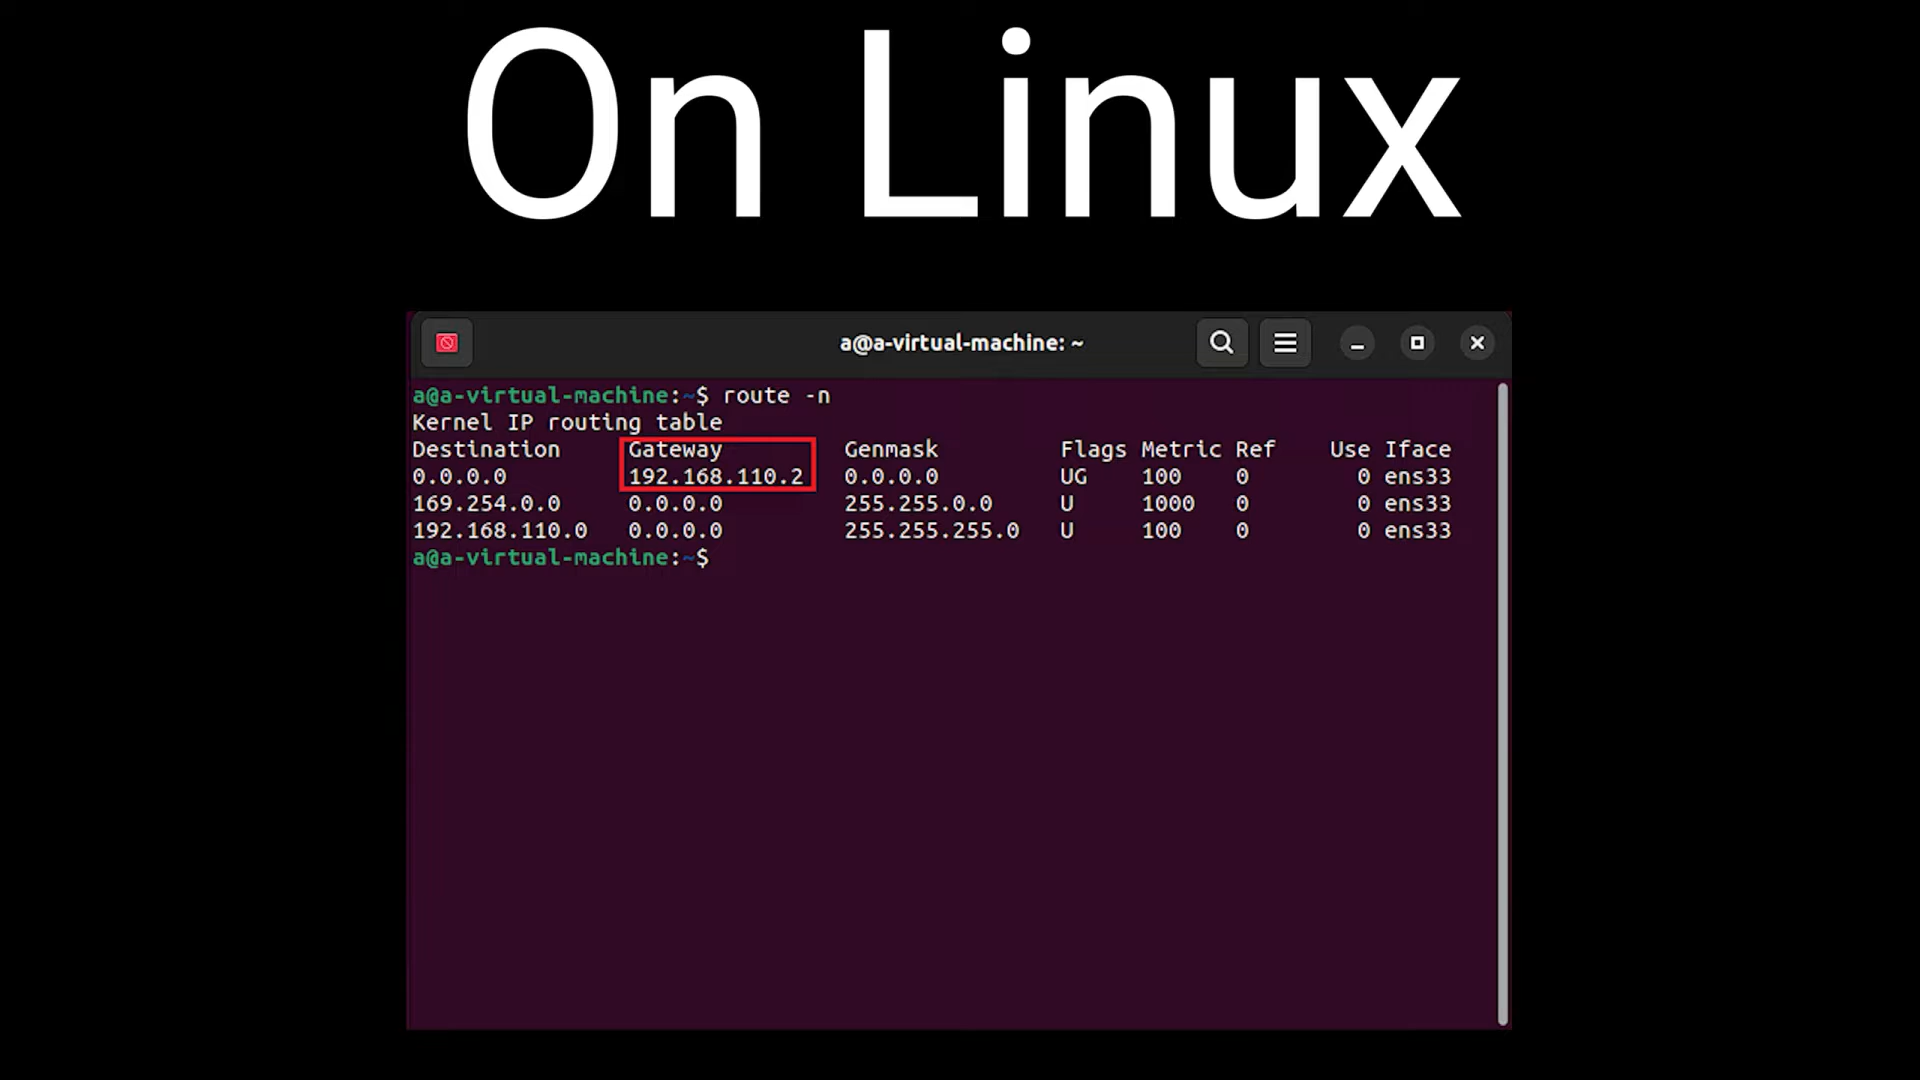 On Linux
a@a-virtual-machine: ~
a@a-virtual-machine:~$ route -n
Kernel IP routing table
Destination Gateway Genmask Flags Metric Ref Use Iface
0.0.0.0 192.168.110.2 0.0.0.0 UG 100 0 0 ens33
169.254.0.0 0.0.0.0 255.255.0.0 U 1000 0 0 ens33
192.168.110.0 0.0.0.0 255.255.255.0 U 100 0 0 ens33
a@a-virtual-machine:~$